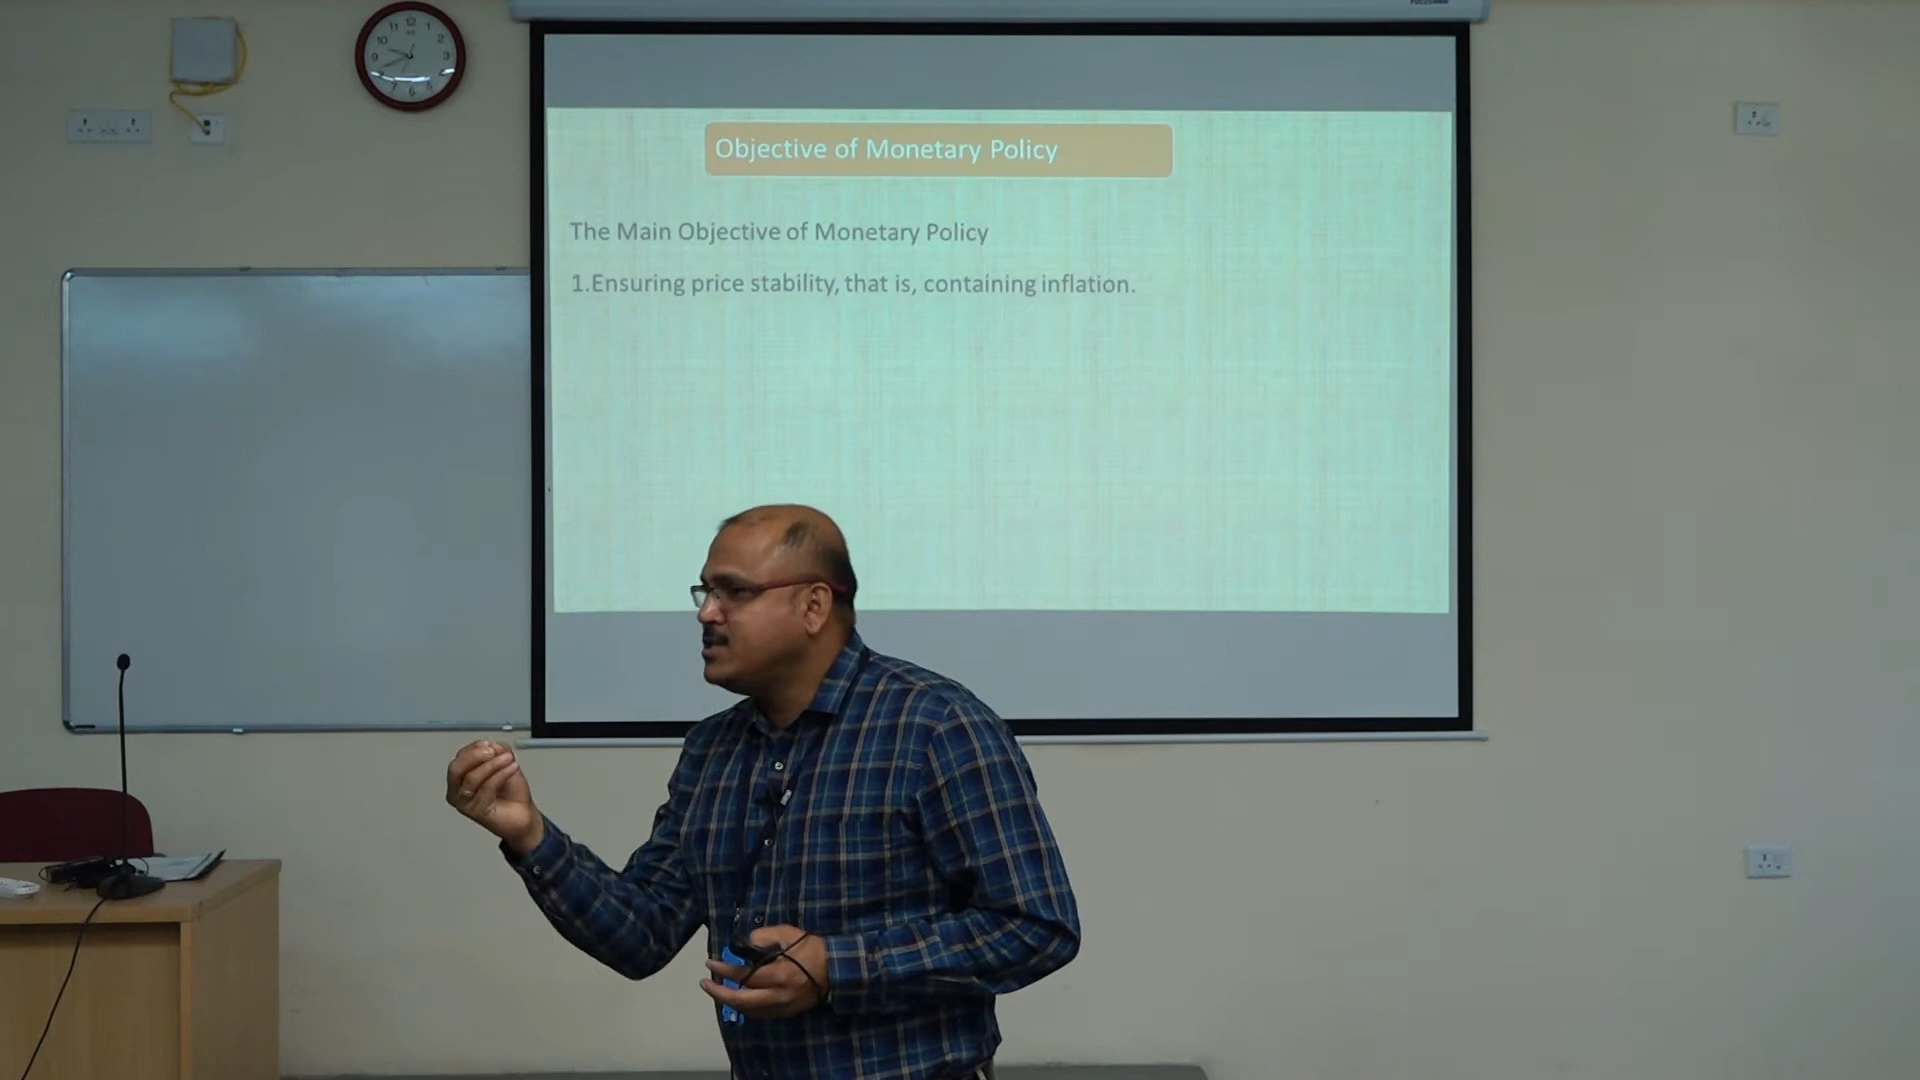 Objective of Monetary Policy
The Main Objective of Monetary Policy
1.Ensuring price stability, that is, containing inflation.